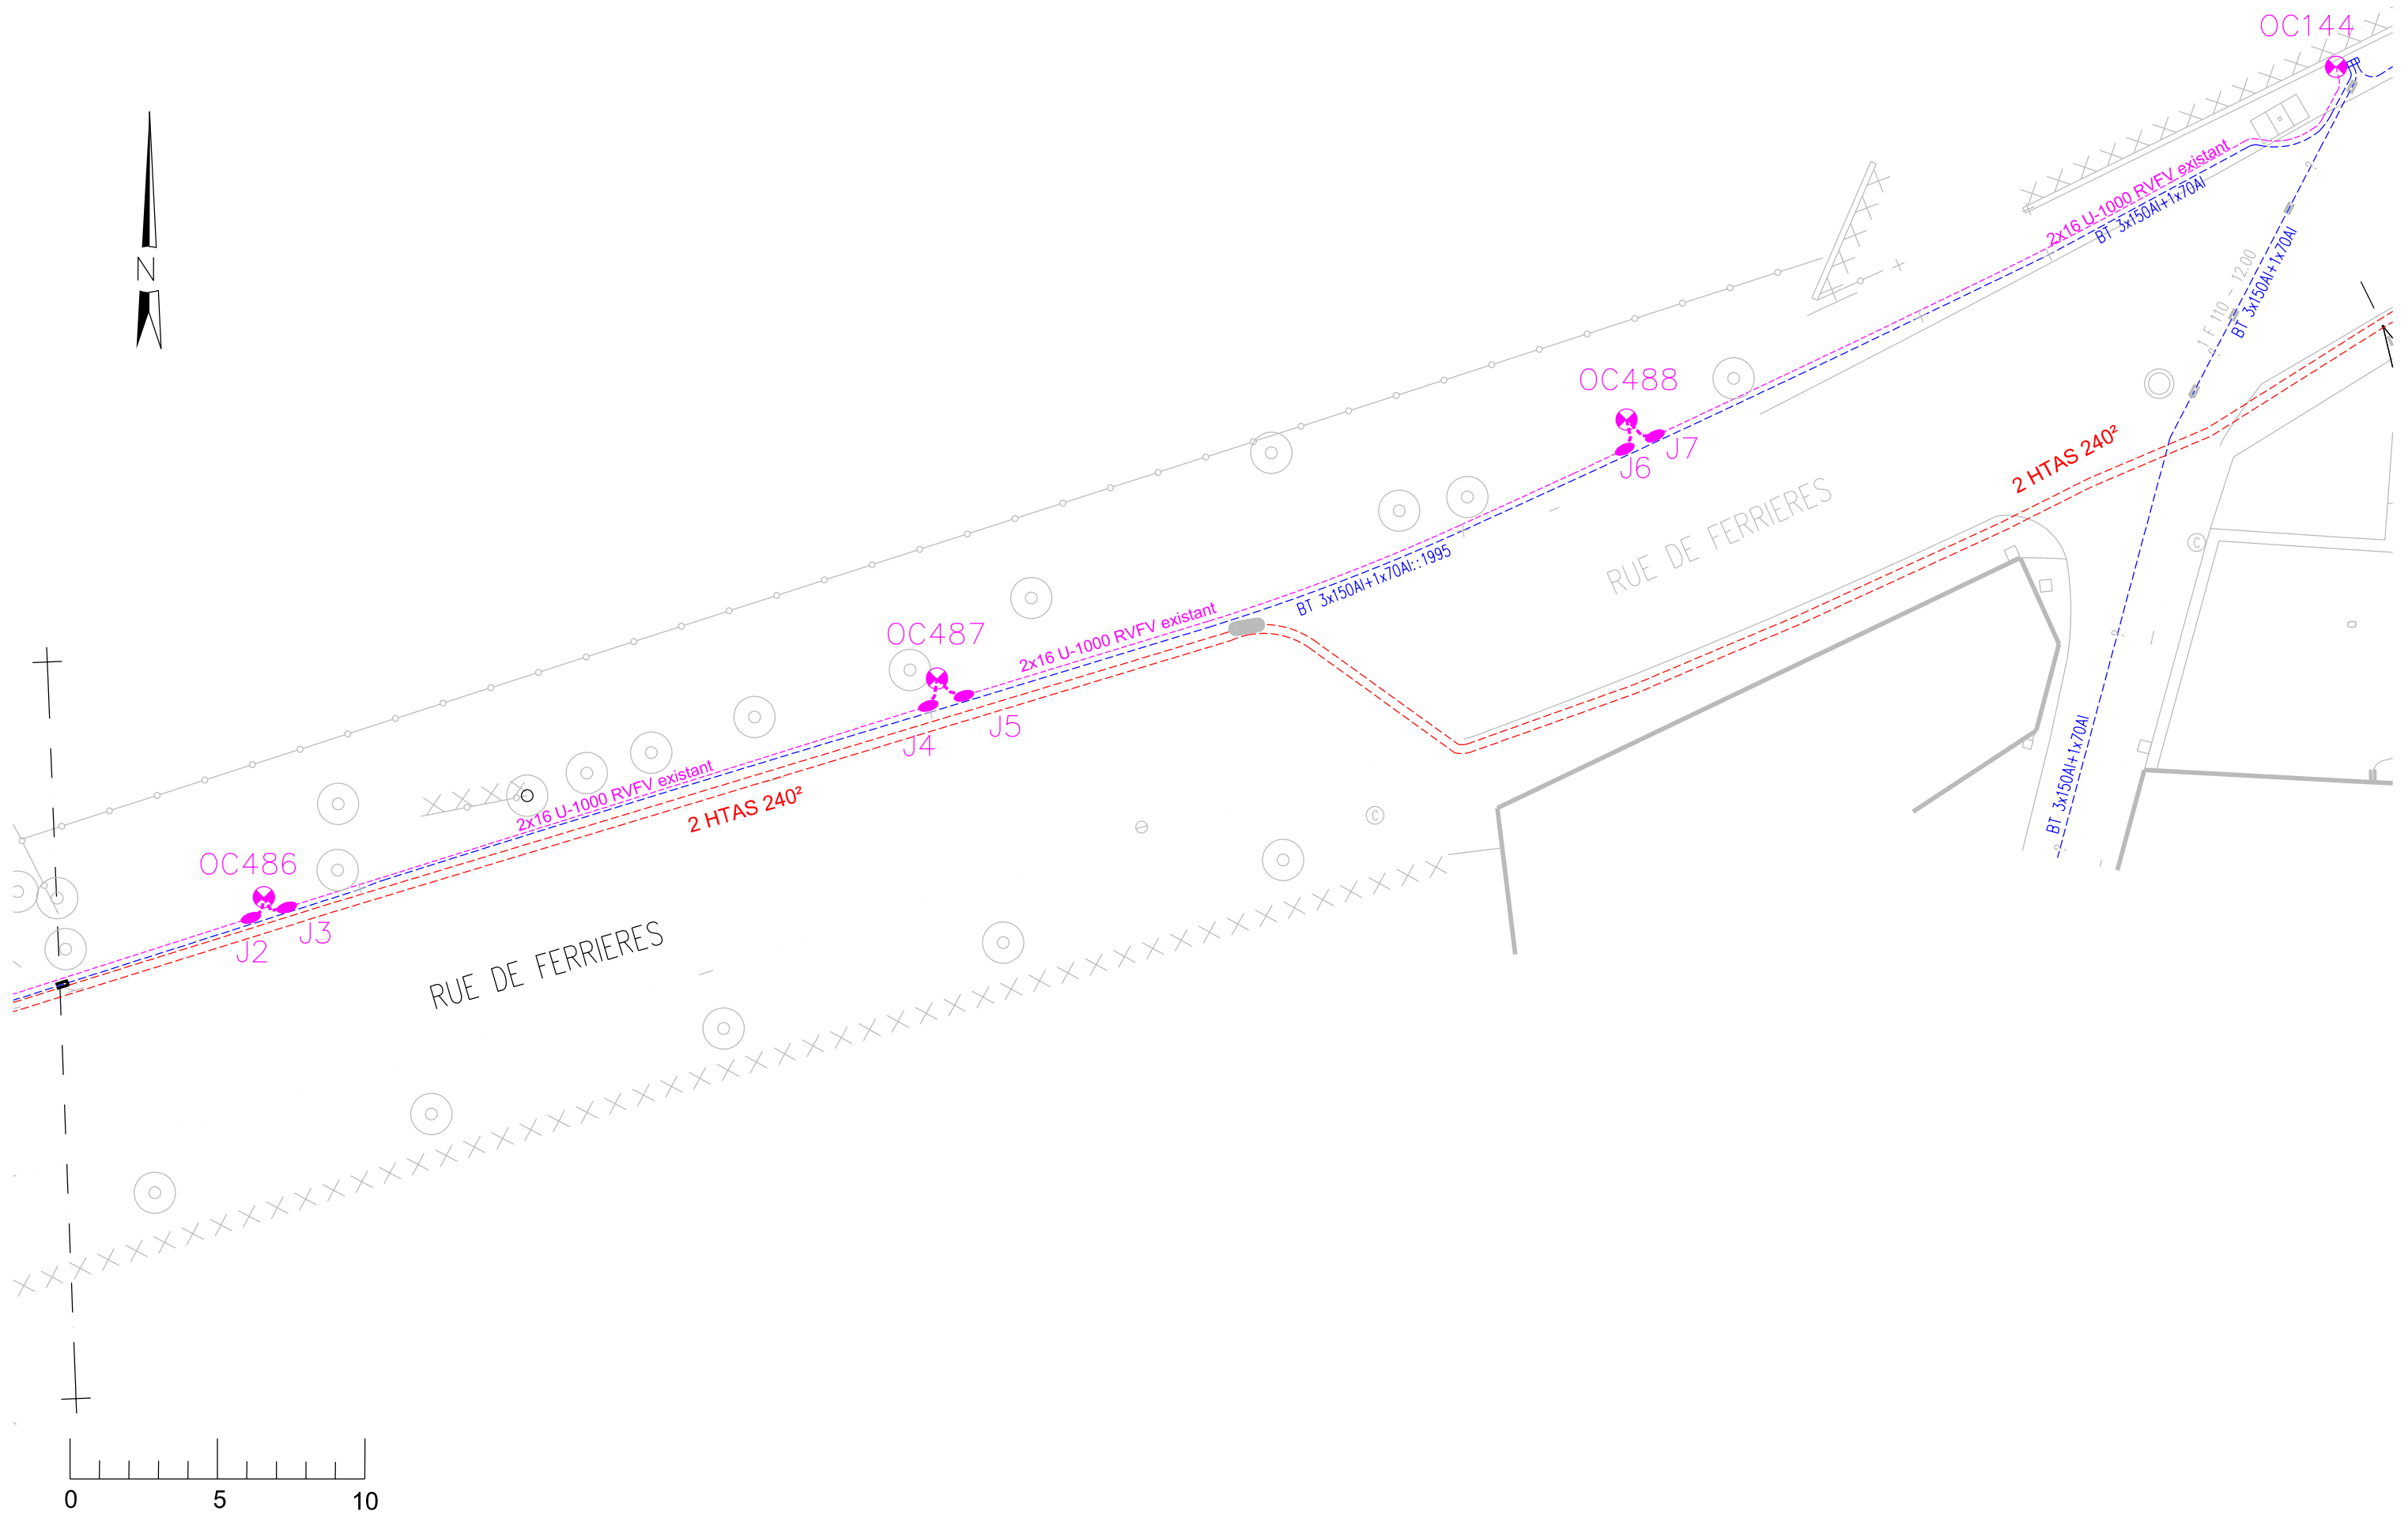 OC144
N
2x16 U-1000 RVFV existant
BT 3x150Al+1x70Al
1 F 110 - 12.00
BT 3x150Al+1x70Al
OC488
J6
J7
2 HTAS 240²
RUE DE FERRIERES
C
BT 3x150Al+1x70Al::1995
OC487
2x16 U-1000 RVFV existant
J4
J5
BT 3x150Al+1x70Al
2x16 U-1000 RVFV existant
2 HTAS 240²
C
OC486
J2
J3
RUE DE FERRIERES
0
5
10